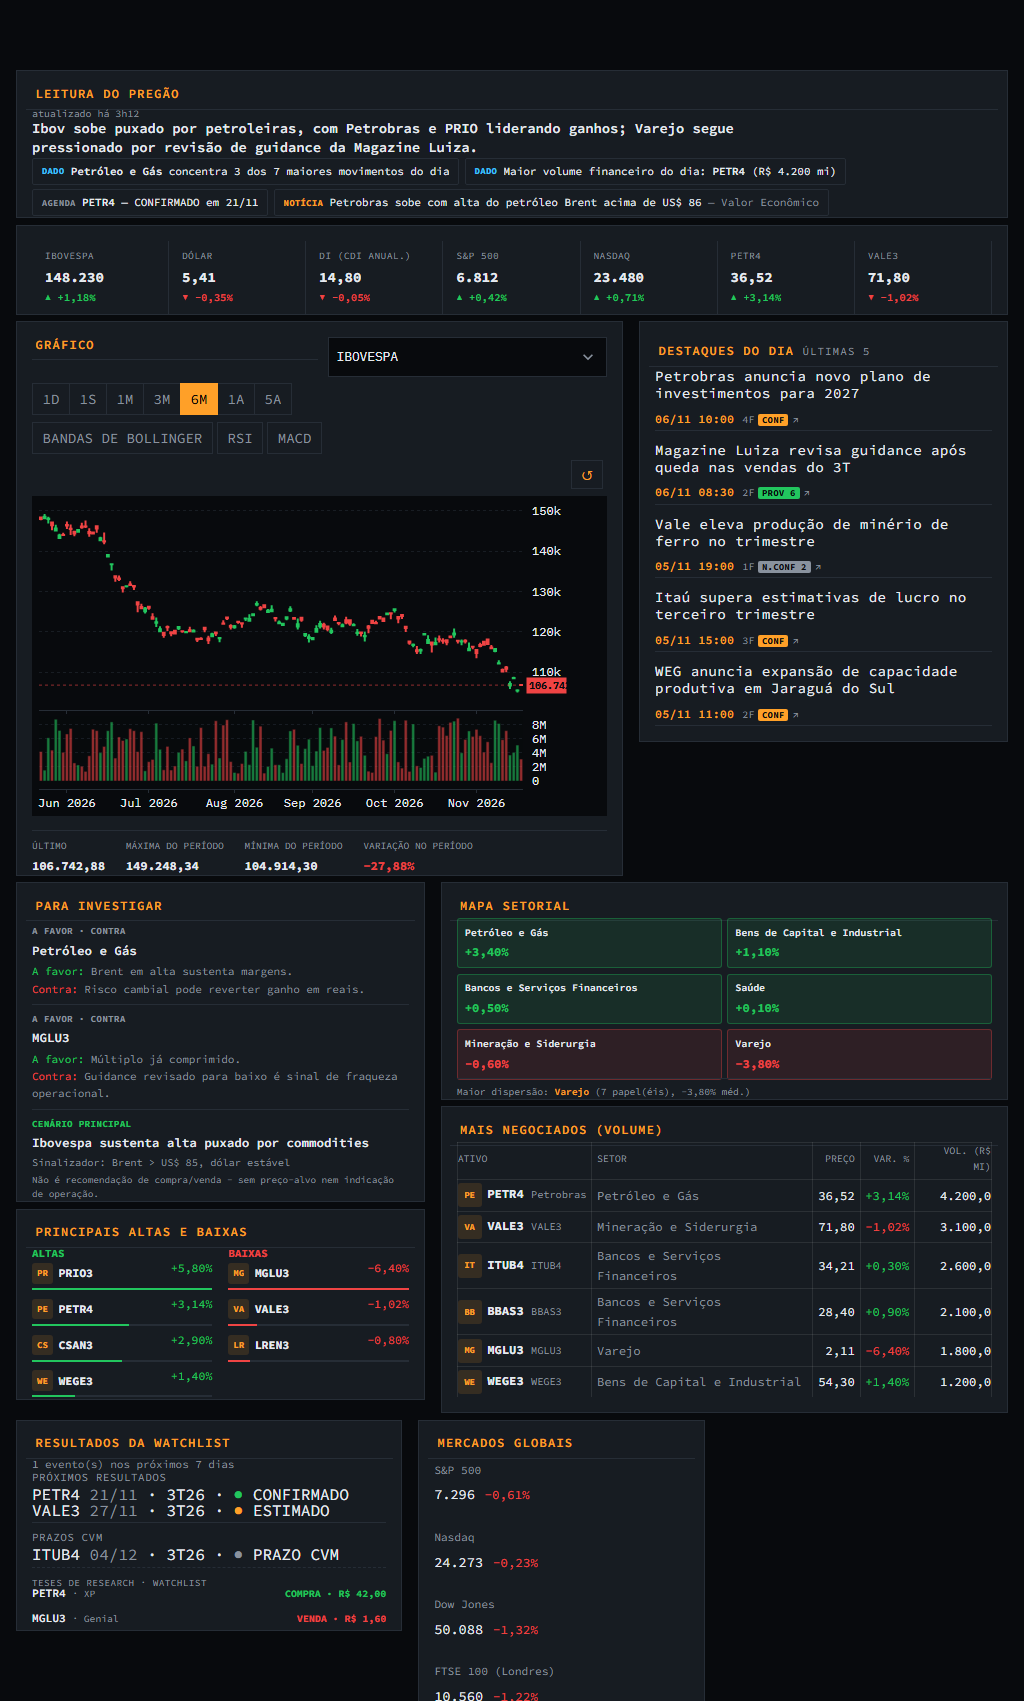 LEITURA DO PREGÃO
atualizado há 3h12
Ibov sobe puxado por petroleiras, com Petrobras e PRIO liderando ganhos; Varejo segue
pressionado por revisão de guidance da Magazine Luiza.
DADO Petróleo e Gás concentra 3 dos 7 maiores movimentos do dia
DADO Maior volume financeiro do dia: PETR4 (R$ 4.200 mi)
AGENDA PETR4 — CONFIRMADO em 21/11
NOTÍCIA Petrobras sobe com alta do petróleo Brent acima de US$ 86 — Valor Econômico
IBOVESPA
148.230
▲ +1,18%
DÓLAR
5,41
▼ -0,35%
DI (CDI ANUAL.)
14,80
▼ -0,05%
S&P 500
6.812
▲ +0,42%
NASDAQ
23.480
▲ +0,71%
PETR4
36,52
▲ +3,14%
VALE3
71,80
▼ -1,02%
GRÁFICO
IBOVESPA
1D 1S 1M 3M 6M 1A 5A
BANDAS DE BOLLINGER RSI MACD
↺
150k
140k
130k
120k
110k
106.74
8M
6M
4M
2M
0
Jun 2026 Jul 2026 Aug 2026 Sep 2026 Oct 2026 Nov 2026
ÚLTIMO
106.742,88
MÁXIMA DO PERÍODO
149.248,34
MÍNIMA DO PERÍODO
104.914,30
VARIAÇÃO NO PERÍODO
-27,88%
DESTAQUES DO DIA ÚLTIMAS 5
Petrobras anuncia novo plano de
investimentos para 2027
06/11 10:00 4F CONF ↗
Magazine Luiza revisa guidance após
queda nas vendas do 3T
06/11 08:30 2F PROV 6 ↗
Vale eleva produção de minério de
ferro no trimestre
05/11 19:00 1F N.CONF 2 ↗
Itaú supera estimativas de lucro no
terceiro trimestre
05/11 15:00 3F CONF ↗
WEG anuncia expansão de capacidade
produtiva em Jaraguá do Sul
05/11 11:00 2F CONF ↗
PARA INVESTIGAR
A FAVOR · CONTRA
Petróleo e Gás
A favor: Brent em alta sustenta margens.
Contra: Risco cambial pode reverter ganho em reais.
A FAVOR · CONTRA
MGLU3
A favor: Múltiplo já comprimido.
Contra: Guidance revisado para baixo é sinal de fraqueza
operacional.
CENÁRIO PRINCIPAL
Ibovespa sustenta alta puxado por commodities
Sinalizador: Brent > US$ 85, dólar estável
Não é recomendação de compra/venda - sem preço-alvo nem indicação
de operação.
MAPA SETORIAL
Petróleo e Gás
+3,40%
Bens de Capital e Industrial
+1,10%
Bancos e Serviços Financeiros
+0,50%
Saúde
+0,10%
Mineração e Siderurgia
-0,60%
Varejo
-3,80%
Maior dispersão: Varejo (7 papel(éis), -3,80% méd.)
PRINCIPAIS ALTAS E BAIXAS
ALTAS
PR PRIO3 +5,80%
PE PETR4 +3,14%
CS CSAN3 +2,90%
WE WEGE3 +1,40%
BAIXAS
MG MGLU3 -6,40%
VA VALE3 -1,02%
LR LREN3 -0,80%
MAIS NEGOCIADOS (VOLUME)
ATIVO SETOR PREÇO VAR. % VOL. (R$
MI)
PE PETR4 Petrobras Petróleo e Gás 36,52 +3,14% 4.200,0
VA VALE3 VALE3 Mineração e Siderurgia 71,80 -1,02% 3.100,0
IT ITUB4 ITUB4 Bancos e Serviços
Financeiros 34,21 +0,30% 2.600,0
BB BBAS3 BBAS3 Bancos e Serviços
Financeiros 28,40 +0,90% 2.100,0
MG MGLU3 MGLU3 Varejo 2,11 -6,40% 1.800,0
WE WEGE3 WEGE3 Bens de Capital e Industrial 54,30 +1,40% 1.200,0
RESULTADOS DA WATCHLIST
1 evento(s) nos próximos 7 dias
PRÓXIMOS RESULTADOS
PETR4 21/11 · 3T26 · ● CONFIRMADO
VALE3 27/11 · 3T26 · ● ESTIMADO
PRAZOS CVM
ITUB4 04/12 · 3T26 · ● PRAZO CVM
TESES DE RESEARCH · WATCHLIST
PETR4 · XP COMPRA · R$ 42,00
MGLU3 · Genial VENDA · R$ 1,60
MERCADOS GLOBAIS
S&P 500
7.296 -0,61%
Nasdaq
24.273 -0,23%
Dow Jones
50.088 -1,32%
FTSE 100 (Londres)
10.560 -1,22%